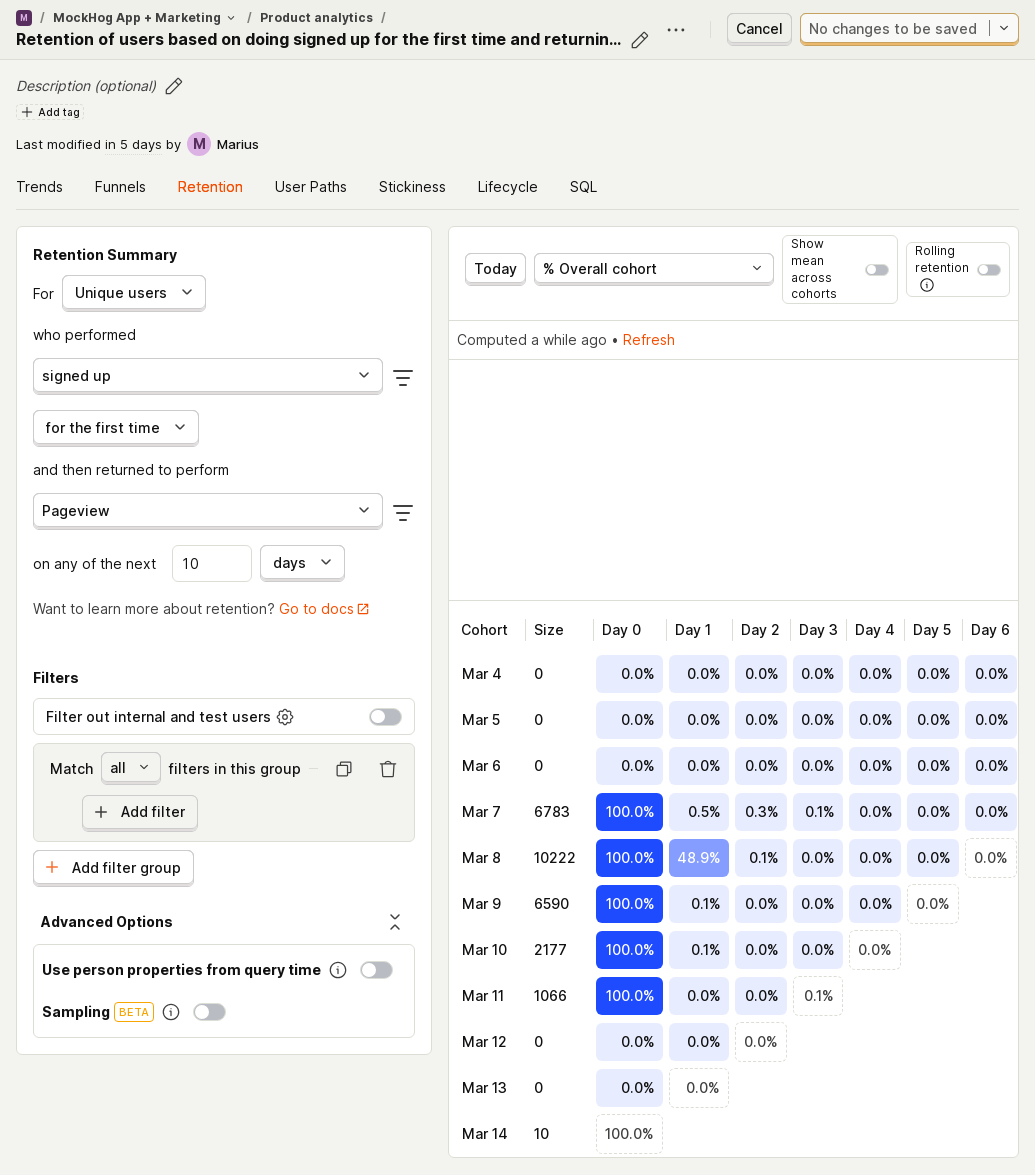 M / MockHog App + Marketing / Product analytics /
Retention of users based on doing signed up for the first time and returnin...
Cancel
No changes to be saved
Description (optional)
Add tag
Last modified in 5 days by M Marius
Trends Funnels Retention User Paths Stickiness Lifecycle SQL
Retention Summary
For Unique users
who performed
signed up
for the first time
and then returned to perform
Pageview
on any of the next 10 days
Want to learn more about retention? Go to docs
Filters
Filter out internal and test users
Match all filters in this group
Add filter
Add filter group
Advanced Options
Use person properties from query time
Sampling BETA
Today
% Overall cohort
Show
mean
across
cohorts
Rolling
retention
Computed a while ago • Refresh
Cohort Size Day 0 Day 1 Day 2 Day 3 Day 4 Day 5 Day 6
Mar 4 0 0.0% 0.0% 0.0% 0.0% 0.0% 0.0% 0.0%
Mar 5 0 0.0% 0.0% 0.0% 0.0% 0.0% 0.0% 0.0%
Mar 6 0 0.0% 0.0% 0.0% 0.0% 0.0% 0.0% 0.0%
Mar 7 6783 100.0% 0.5% 0.3% 0.1% 0.0% 0.0% 0.0%
Mar 8 10222 100.0% 48.9% 0.1% 0.0% 0.0% 0.0% 0.0%
Mar 9 6590 100.0% 0.1% 0.0% 0.0% 0.0% 0.0%
Mar 10 2177 100.0% 0.1% 0.0% 0.0% 0.0%
Mar 11 1066 100.0% 0.0% 0.0% 0.1%
Mar 12 0 0.0% 0.0% 0.0%
Mar 13 0 0.0% 0.0%
Mar 14 10 100.0%